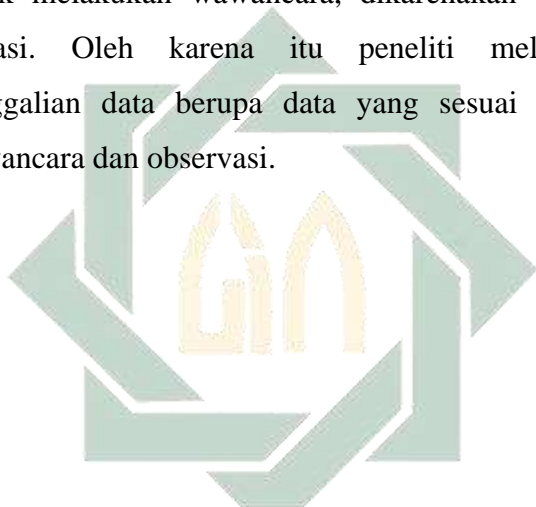 melakukan wawancara, dikarenakan
asi. Oleh karena itu peneliti mel
ggalian data berupa data yang sesuai
ancara dan observasi.